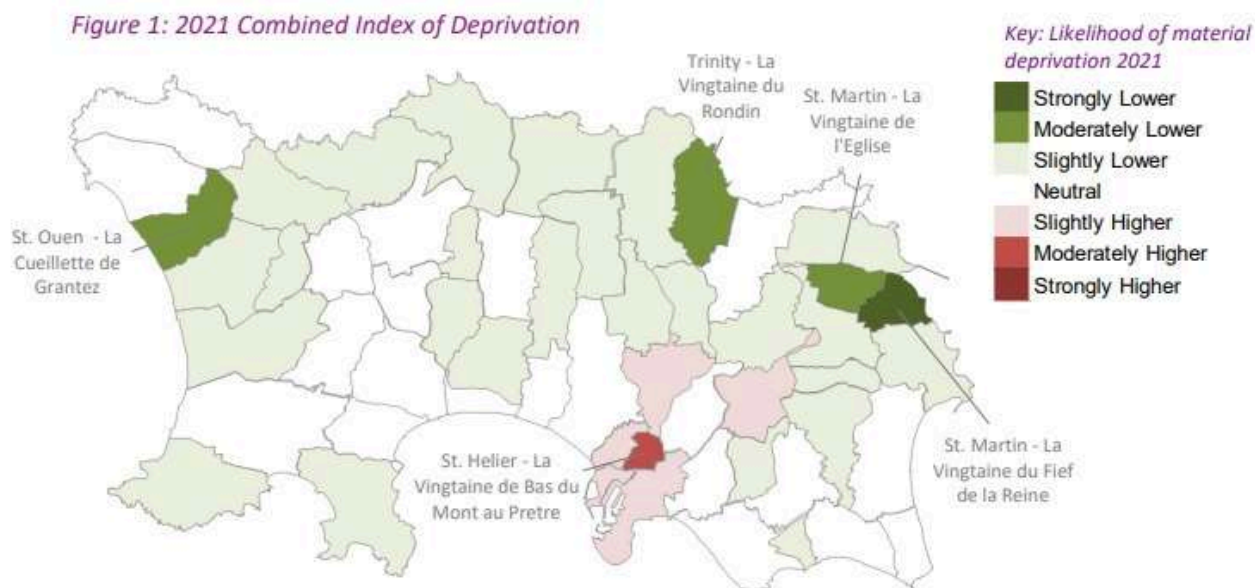 Figure 1: 2021 Combined Index of Deprivation
Key: Likelihood of material
deprivation 2021
Strongly Lower
Moderately Lower
Slightly Lower
Neutral
Slightly Higher
Moderately Higher
Strongly Higher
Trinity - La
Vingtaine du
Rondin
St. Martin - La
Vingtaine de
l'Eglise
St. Ouen - La
Cueillette de
Grantez
St. Helier - La
Vingtaine de Bas du
Mont au Pretre
St. Martin - La
Vingtaine du Fief
de la Reine